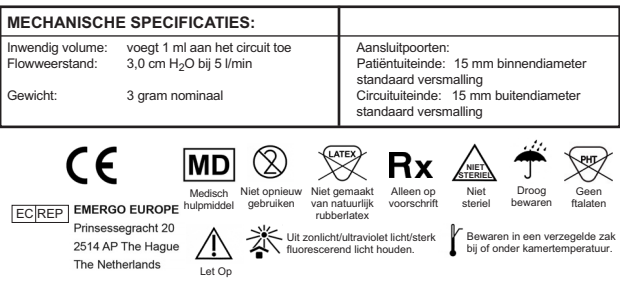 MECHANISCHE SPECIFICATIES:
Inwendig volume: voegt 1 ml aan het circuit toe
Flowweerstand: 3,0 cm H₂O bij 5 l/min
Gewicht: 3 gram nominaal
Aansluitpoorten:
Patiëntuiteinde: 15 mm binnendiameter
standaard versmalling
Circuituiteinde: 15 mm buitendiameter
standaard versmalling
CE
MD
Medisch
hulpmiddel
2
Niet opnieuw
gebruiken
LATEX
Niet gemaakt
van natuurlijk
rubberlatex
Rx
Alleen op
voorschrift
NIET
STERIEL
Niet
steriel
Droog
bewaren
PHT
Geen
ftalaten
EC REP
EMERGO EUROPE
Prinsessegracht 20
2514 AP The Hague
The Netherlands
Let Op
Uit zonlicht/ultraviolet licht/sterk
fluorescerend licht houden.
Bewaren in een verzegelde zak
bij of onder kamertemperatuur.